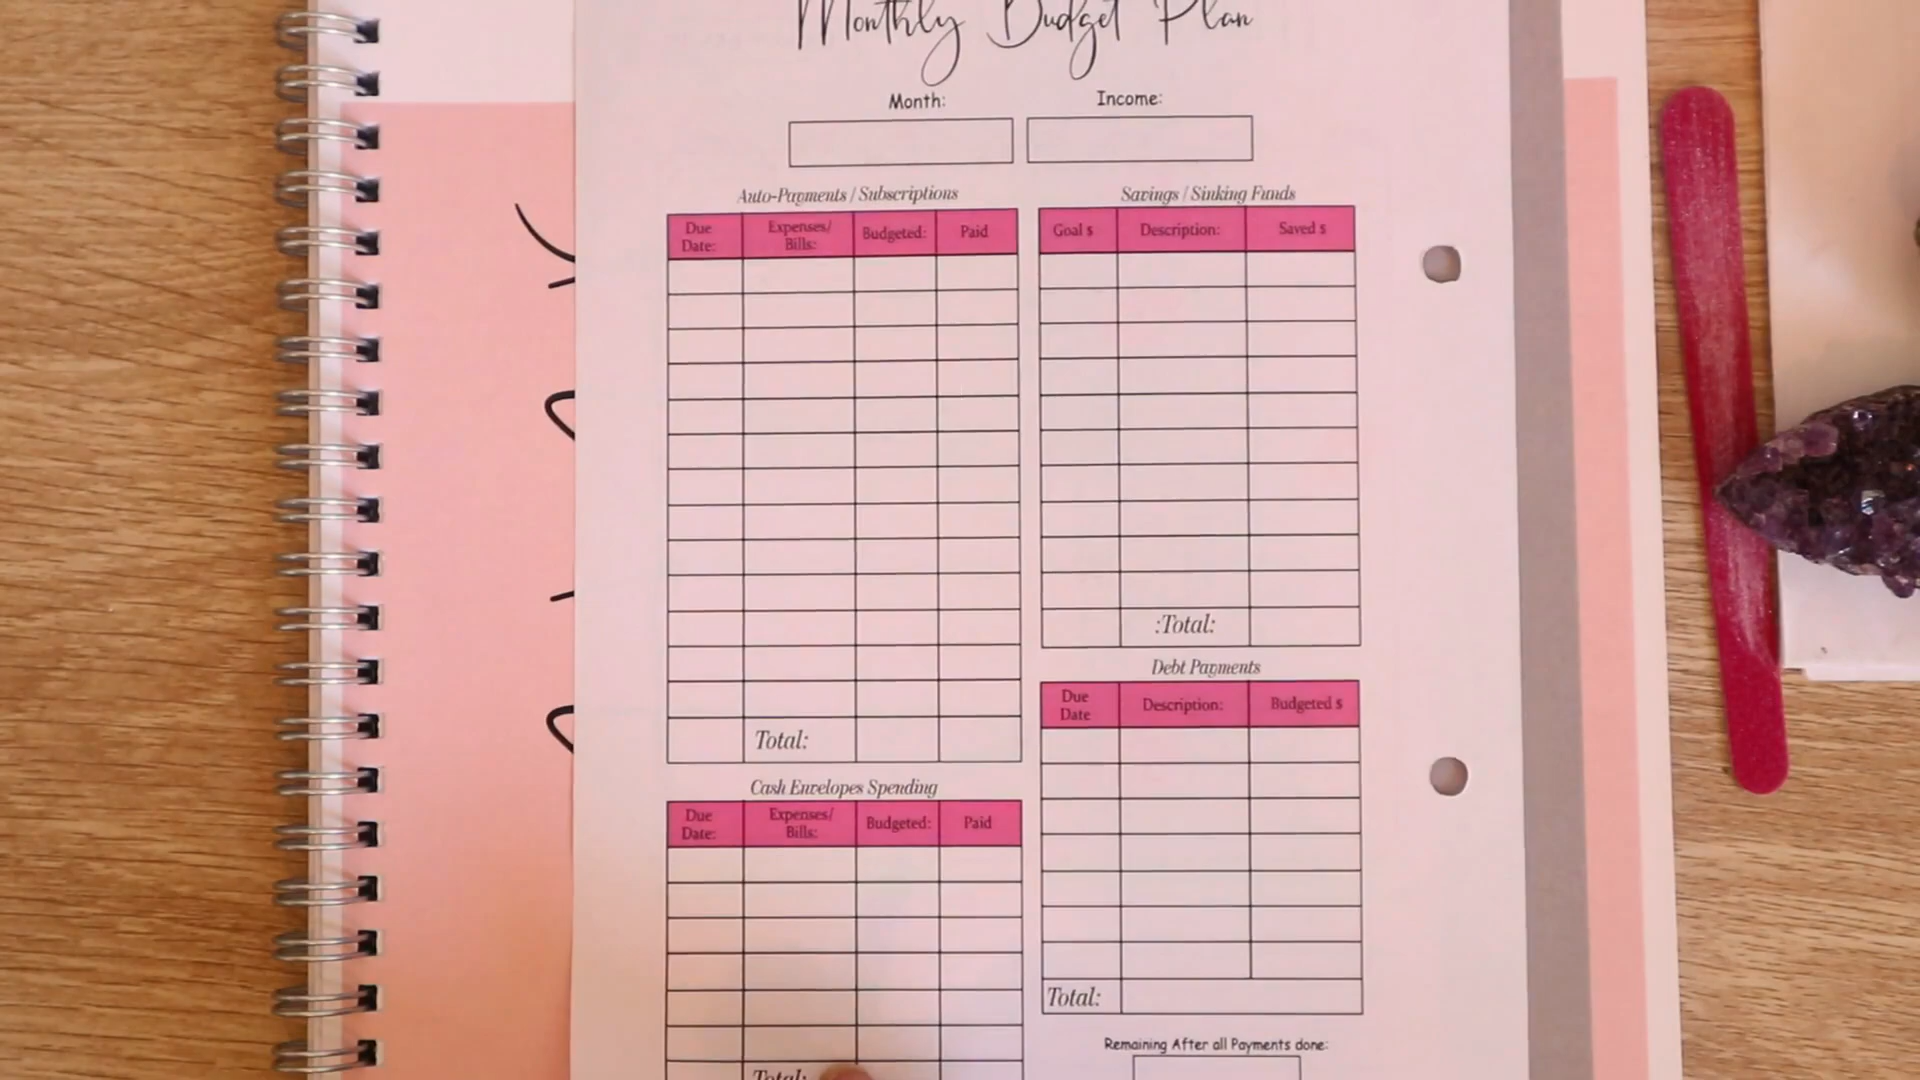 Monthly Budget Plan
Month:
Income:
Auto-Payments / Subscriptions
Due Date:
Expenses/ Bills:
Budgeted:
Paid
Total:
Cash Envelopes Spending
Due Date:
Expenses/ Bills:
Budgeted:
Paid
Total:
Savings / Sinking Funds
Goal $
Description:
Saved $
:Total:
Debt Payments
Due Date
Description:
Budgeted $
Total:
Remaining After all Payments done: